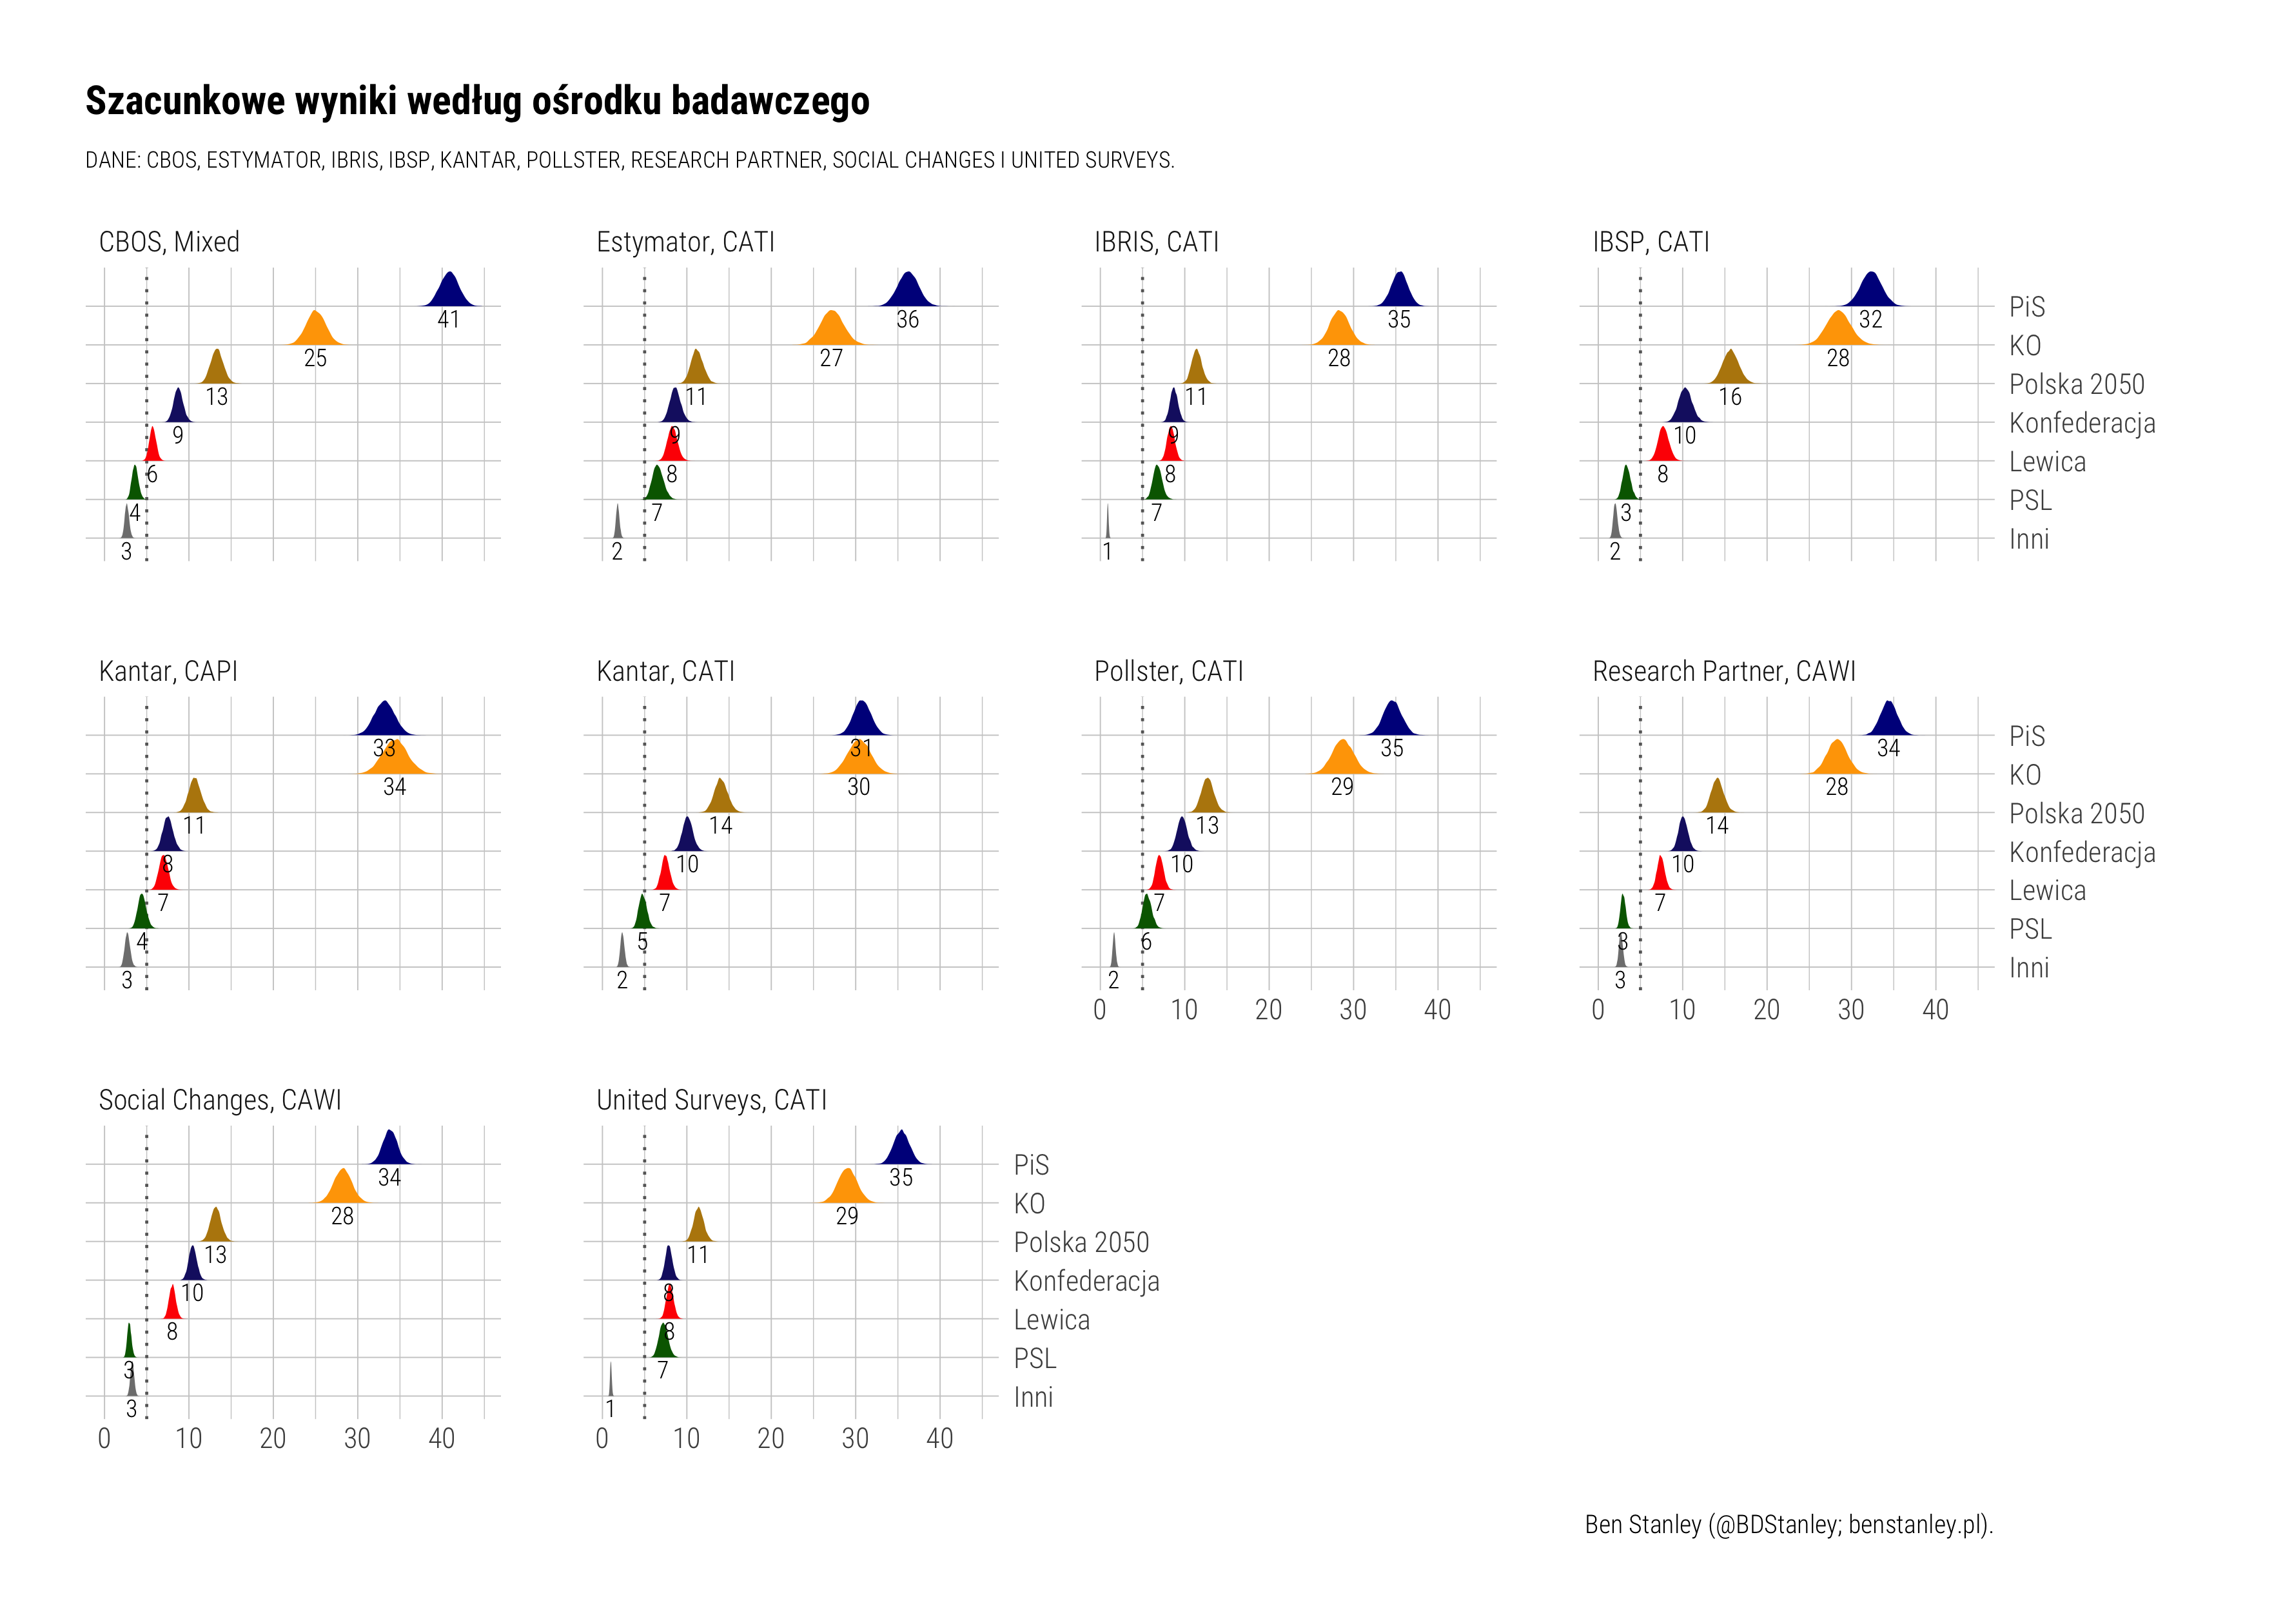 Szacunkowe wyniki według ośrodku badawczego
DANE: CBOS, ESTYMATOR, IBRIS, IBSP, KANTAR, POLLSTER, RESEARCH PARTNER, SOCIAL CHANGES I UNITED SURVEYS.
CBOS, Mixed
41
25
13
9
6
4
3
Estymator, CATI
36
27
11
9
8
7
2
IBRIS, CATI
35
28
11
9
8
7
1
IBSP, CATI
32
28
16
10
8
3
2
PiS
KO
Polska 2050
Konfederacja
Lewica
PSL
Inni
Kantar, CAPI
33
34
11
8
7
4
3
Kantar, CATI
31
30
14
10
7
5
2
Pollster, CATI
35
29
13
10
7
6
2
0 10 20 30 40
Research Partner, CAWI
34
28
14
10
7
3
3
0 10 20 30 40
PiS
KO
Polska 2050
Konfederacja
Lewica
PSL
Inni
Social Changes, CAWI
34
28
13
10
8
3
3
0 10 20 30 40
United Surveys, CATI
35
29
11
8
8
7
1
0 10 20 30 40
PiS
KO
Polska 2050
Konfederacja
Lewica
PSL
Inni
Ben Stanley (@BDStanley; benstanley.pl).